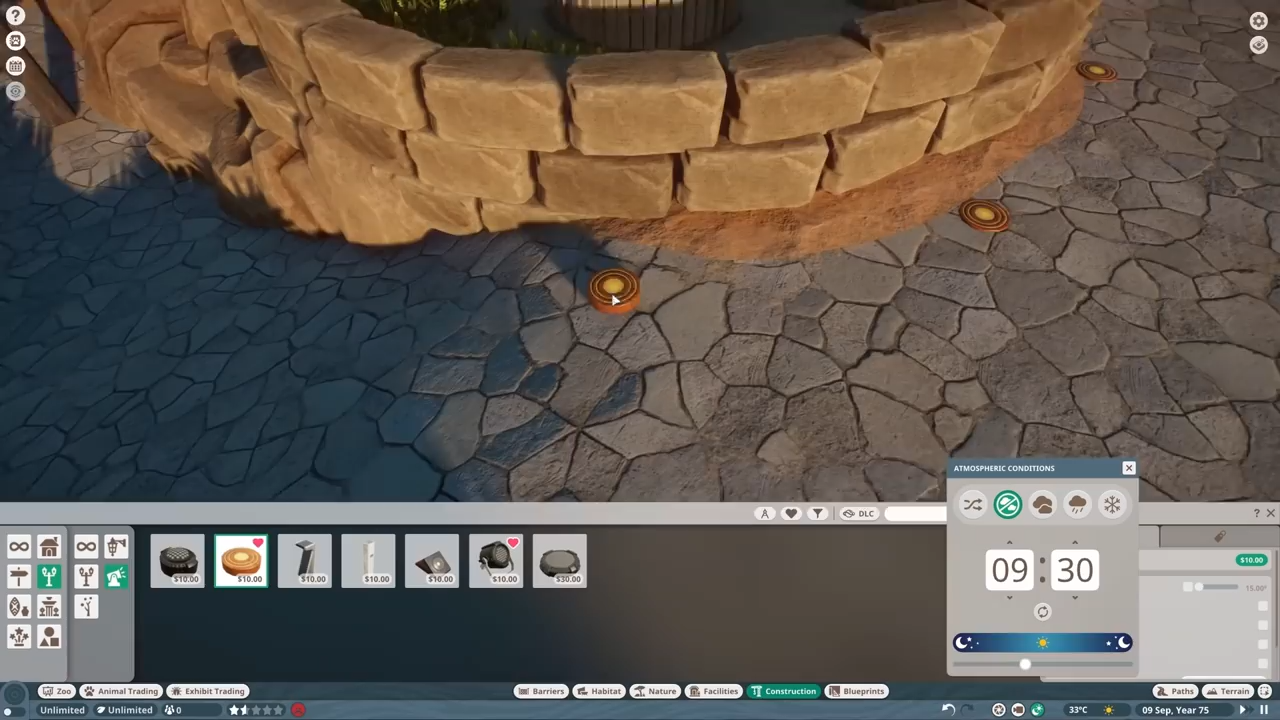 ?
DLC
? ×
ATMOSPHERIC CONDITIONS ×
09 : 30
$10.00 $10.00 $10.00 $10.00 $10.00 $10.00 $30.00
$10.00
15.00°
Zoo Animal Trading Exhibit Trading Barriers Habitat Nature Facilities Construction Blueprints Paths Terrain
Unlimited Unlimited 0 33°C 09 Sep, Year 75